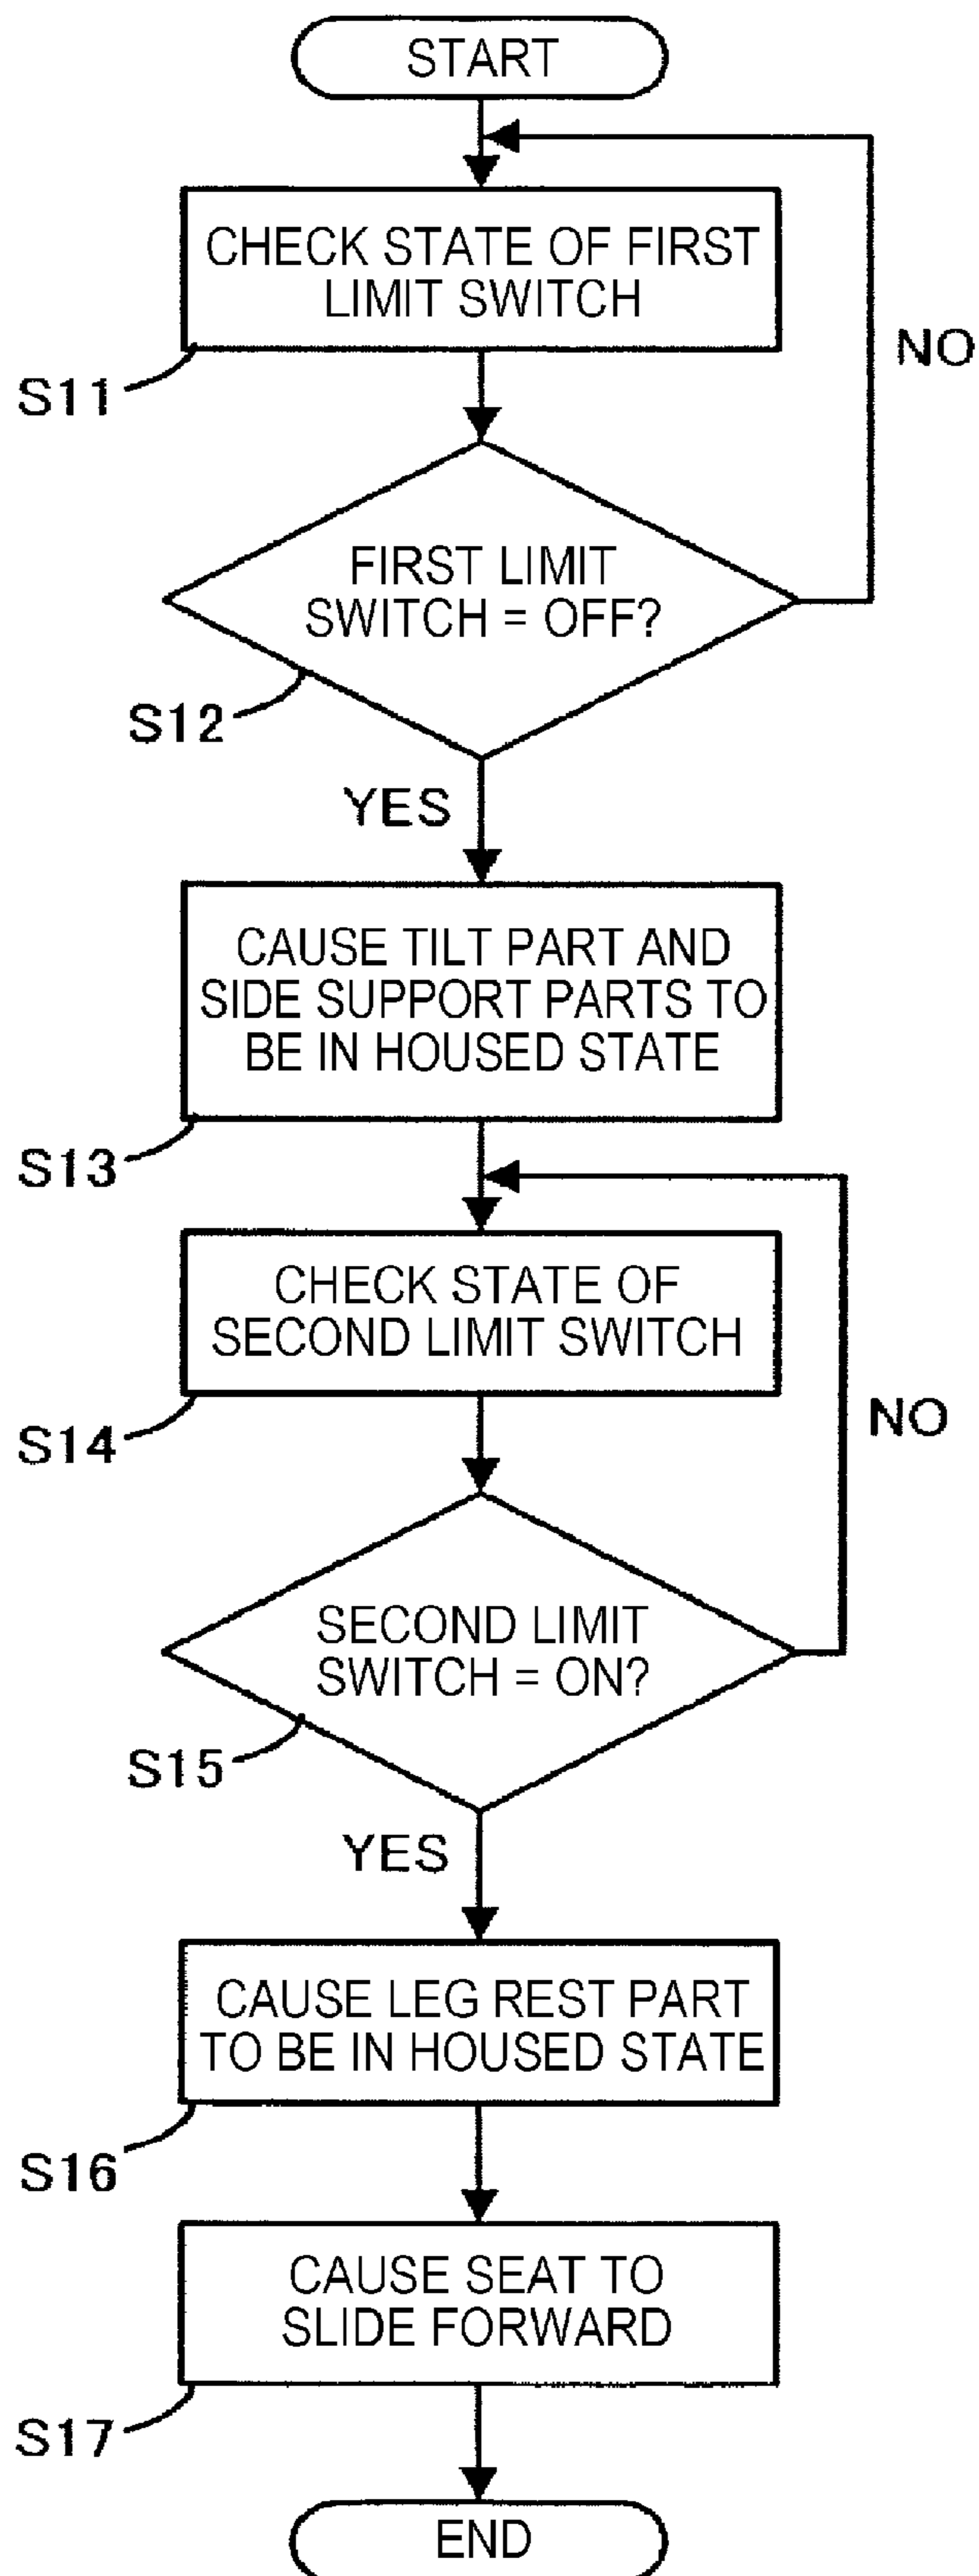 START
CHECK STATE OF FIRST
LIMIT SWITCH
NO
S11
FIRST LIMIT
SWITCH = OFF?
S12
YES
CAUSE TILT PART AND
SIDE SUPPORT PARTS TO
BE IN HOUSED STATE
S13
CHECK STATE OF
SECOND LIMIT SWITCH
NO
S14
SECOND LIMIT
SWITCH = ON?
S15
YES
CAUSE LEG REST PART
TO BE IN HOUSED STATE
S16
CAUSE SEAT TO
SLIDE FORWARD
S17
END